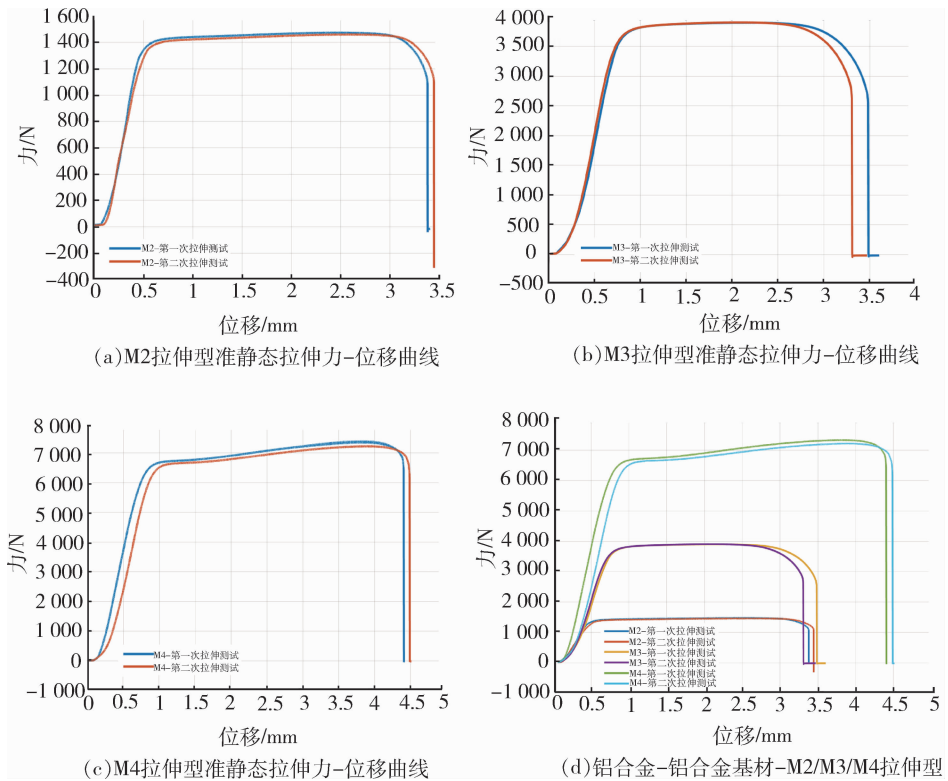 1 600
1 400
1 200
1 000
800
600
400
200
0
-200
-400
力/N
M2-第一次拉伸测试
M2-第二次拉伸测试
0 0.5 1 1.5 2 2.5 3 3.5
位移/mm
(a)M2拉伸型准静态拉伸力-位移曲线
4 000
3 500
3 000
2 500
2 000
1 500
1 000
500
0
-500
力/N
M3-第一次拉伸测试
M3-第二次拉伸测试
0 0.5 1 1.5 2 2.5 3 3.5 4
位移/mm
(b)M3拉伸型准静态拉伸力-位移曲线
8 000
7 000
6 000
5 000
4 000
3 000
2 000
1 000
0
-1 000
力/N
M4-第一次拉伸测试
M4-第二次拉伸测试
0 0.5 1 1.5 2 2.5 3 3.5 4 4.5 5
位移/mm
(c)M4拉伸型准静态拉伸力-位移曲线
8 000
7 000
6 000
5 000
4 000
3 000
2 000
1 000
0
-1 000
力/N
M2-第一次拉伸测试
M2-第二次拉伸测试
M3-第一次拉伸测试
M3-第二次拉伸测试
M4-第一次拉伸测试
M4-第二次拉伸测试
0 0.5 1 1.5 2 2.5 3 3.5 4 4.5 5
位移/mm
(d)铝合金-铝合金基材-M2/M3/M4拉伸型